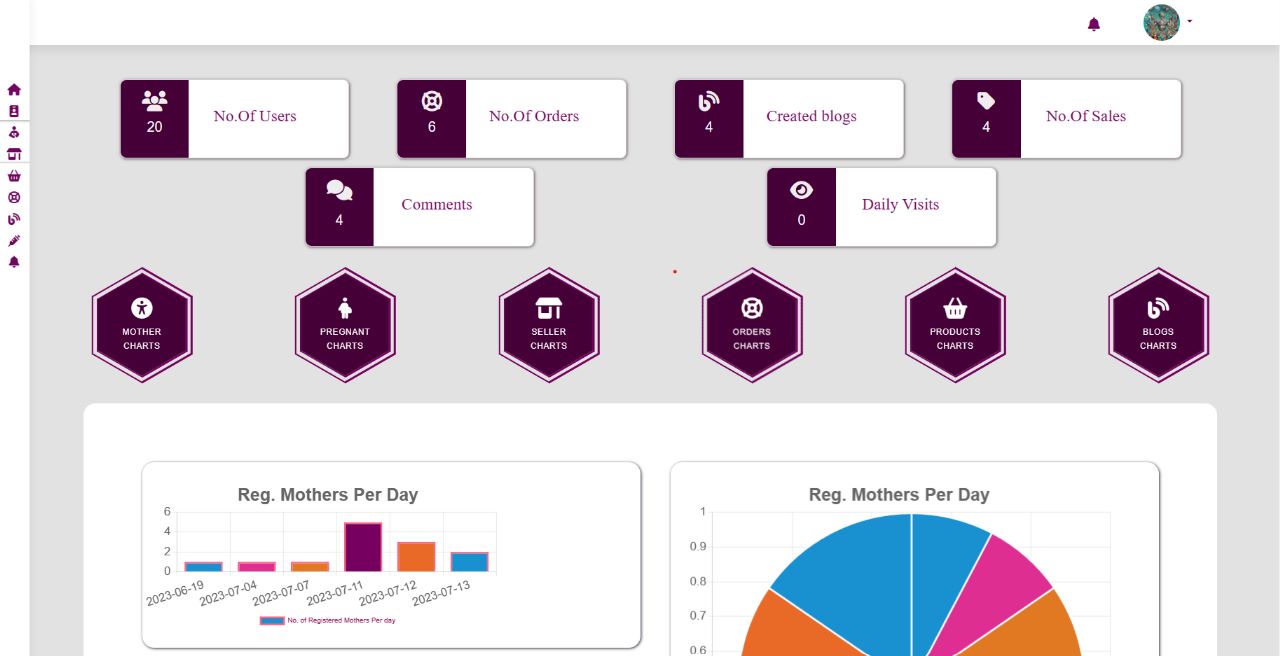 20
No.Of Users
6
No.Of Orders
4
Created blogs
4
No.Of Sales
4
Comments
0
Daily Visits
MOTHER
CHARTS
PREGNANT
CHARTS
SELLER
CHARTS
ORDERS
CHARTS
PRODUCTS
CHARTS
BLOGS
CHARTS
Reg. Mothers Per Day
6
4
2
0
2023-06-19
2023-07-04
2023-07-07
2023-07-11
2023-07-12
2023-07-13
No. of Registered Mothers Per day
Reg. Mothers Per Day
1
0.9
0.8
0.7
0.6